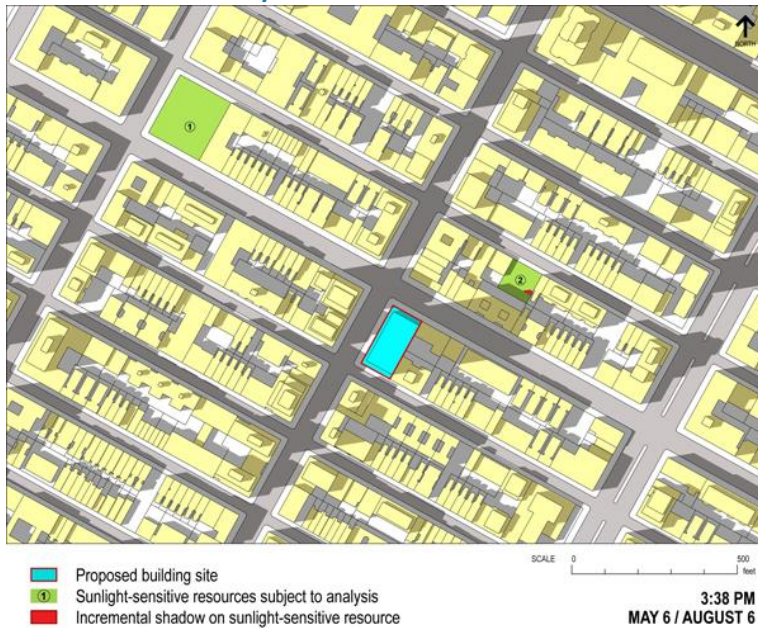 NORTH
①
②
SCALE 0 500
feet
Proposed building site
① Sunlight-sensitive resources subject to analysis
Incremental shadow on sunlight-sensitive resource
3:38 PM
MAY 6 / AUGUST 6